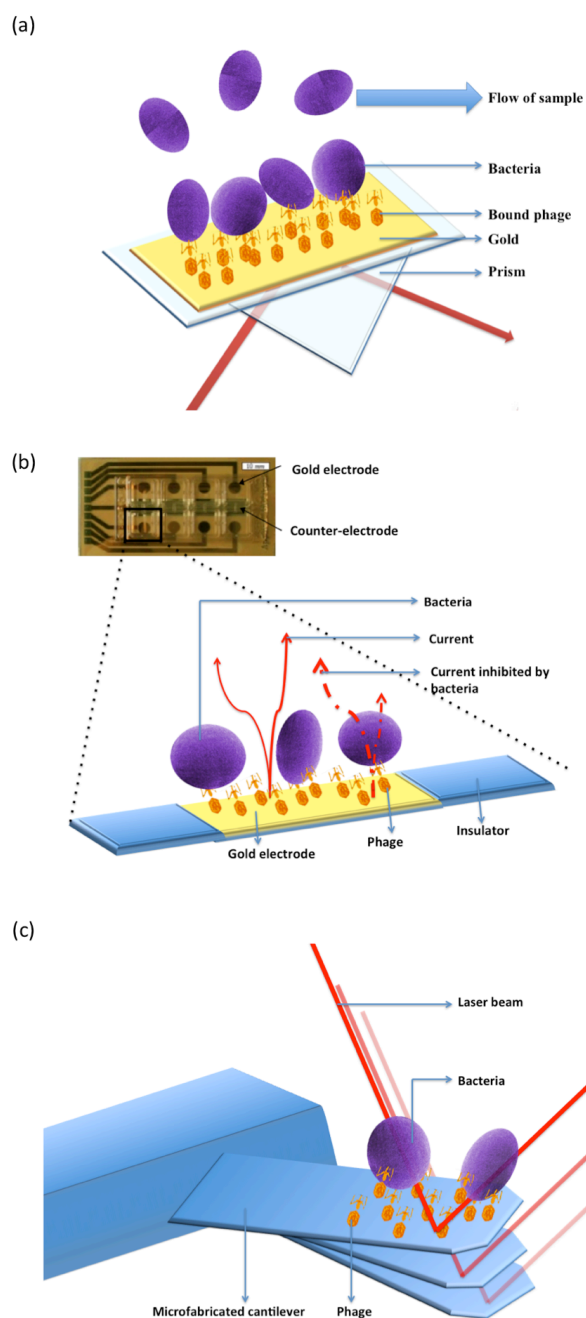 (a)
Flow of sample
Bacteria
Bound phage
Gold
Prism
(b)
Gold electrode
Counter-electrode
Bacteria
Current
Current inhibited by
bacteria
Insulator
Phage
Gold electrode
(c)
Laser beam
Bacteria
Microfabricated cantilever
Phage